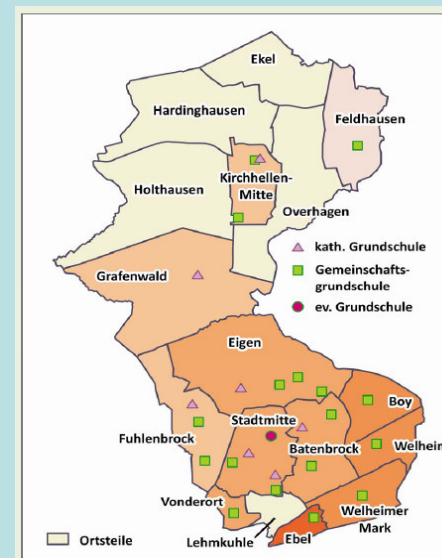 Ekel
Hardinghausen
Feldhausen
Kirchhellen-
Mitte
Holthausen
Overhagen
kath. Grundschule
Grafenwald
Gemeinschafts-
grundschule
ev. Grundschule
Eigen
Boy
Stadtmitte
Fuhlenbrock
Batenbrock
Welheim
Vonderort
Welheimer
Mark
Ebel
Ortsteile
Lehmkuhle